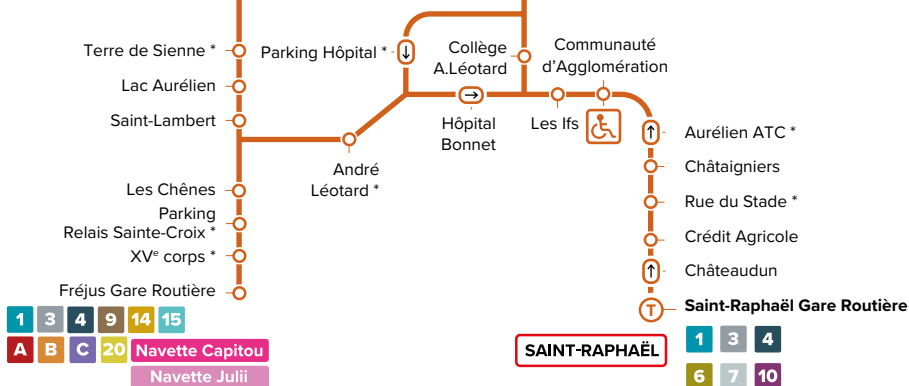 Terre de Sienne *
Lac Aurélien
Saint-Lambert
Les Chênes
Parking
Relais Sainte-Croix *
XVe corps *
Fréjus Gare Routière
1 3 4 9 14 15
A B C 20 Navette Capitou
Navette Julii
Parking Hôpital *
André
Léotard *
Collège
A.Léotard
Hôpital
Bonnet
Les Ifs
Communauté
d'Agglomération
Aurélien ATC *
Châtaigniers
Rue du Stade *
Crédit Agricole
Châteaudun
T
Saint-Raphaël Gare Routière
SAINT-RAPHAËL
1 3 4
6 7 10